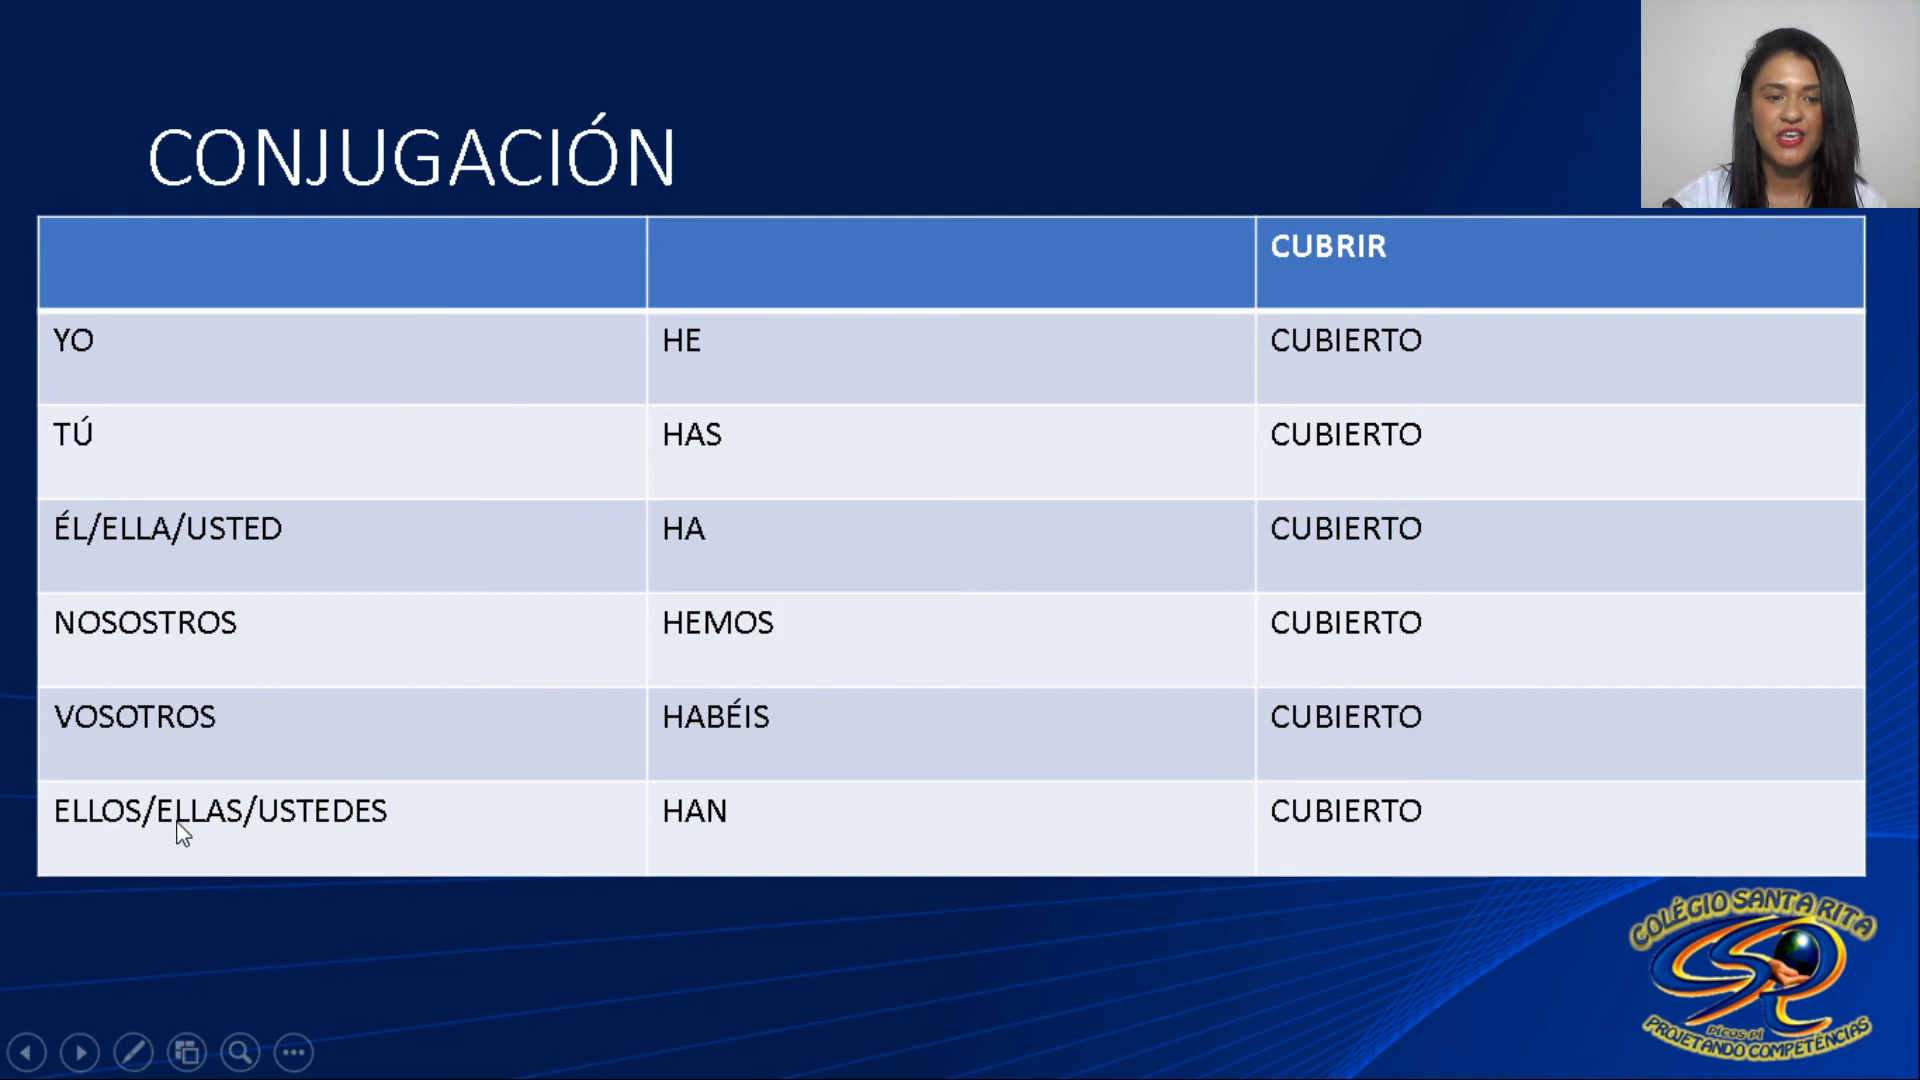 CONJUGACIÓN
CUBRIR
YO HE CUBIERTO
TÚ HAS CUBIERTO
ÉL/ELLA/USTED HA CUBIERTO
NOSOSTROS HEMOS CUBIERTO
VOSOTROS HABÉIS CUBIERTO
ELLOS/ELLAS/USTEDES HAN CUBIERTO
COLÉGIO SANTA RITA
PICOS-PI
PROJETANDO COMPETÊNCIAS